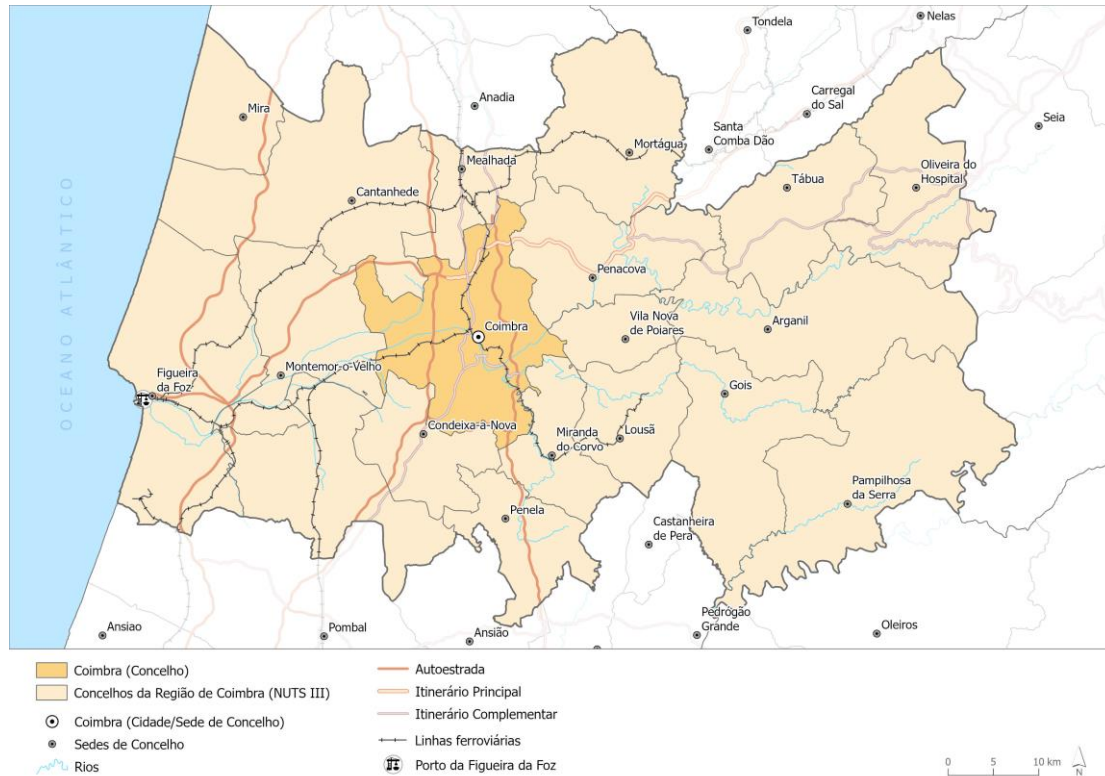 Nelas
Tondela
Carregal
do Sal
Anadia
Mira
Seia
Santa
Comba Dão
Mortágua
Mealhada
Oliveira do
Hospital
Tábua
Cantanhede
OCEANO ATLÂNTICO
Penacova
Coimbra
Vila Nova
de Poiares
Arganil
Figueira
da Foz
Montemor-o-Velho
Gois
Condeixa-a-Nova
Miranda
do Corvo
Lousã
Pampilhosa
da Serra
Penela
Castanheira
de Pera
Ansiao
Pombal
Ansião
Pedrogão
Grande
Oleiros
Coimbra (Concelho)
Concelhos da Região de Coimbra (NUTS III)
Coimbra (Cidade/Sede de Concelho)
Sedes de Concelho
Rios
Autoestrada
Itinerário Principal
Itinerário Complementar
Linhas ferroviárias
Porto da Figueira da Foz
0 5 10 km
N